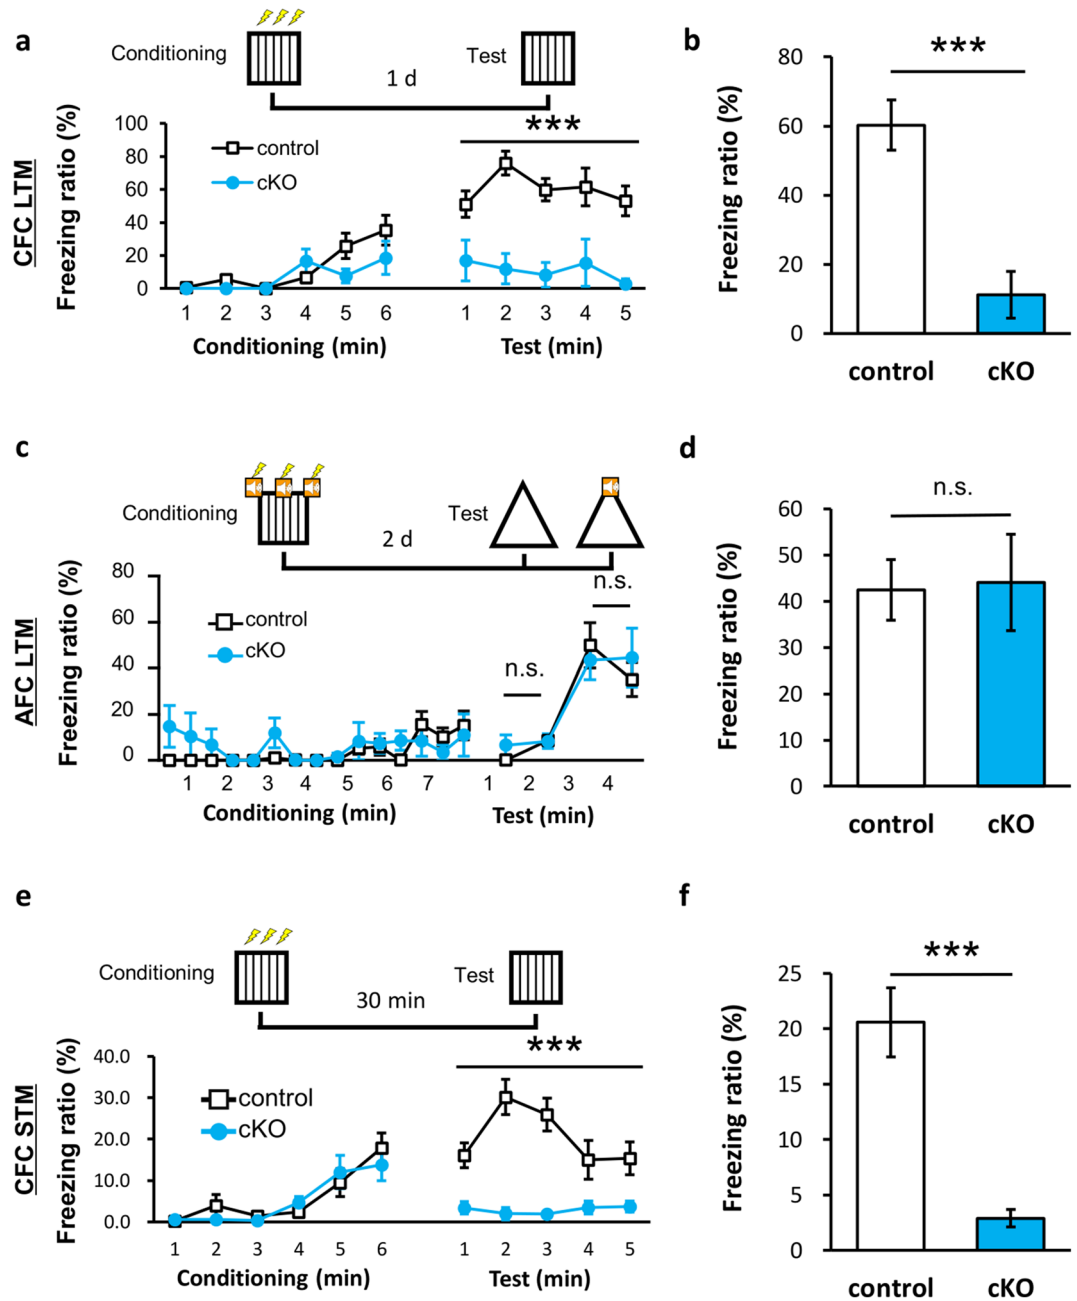 a
Conditioning
Test
1 d
***
CFC LTM
Freezing ratio (%)
100
80
60
40
20
0
control
cKO
1 2 3 4 5 6
1 2 3 4 5
Conditioning (min)
Test (min)
b
***
Freezing ratio (%)
80
60
40
20
0
control cKO
c
Conditioning
Test
2 d
n.s.
n.s.
AFC LTM
Freezing ratio (%)
80
60
40
20
0
control
cKO
1 2 3 4 5 6 7
1 2 3 4
Conditioning (min)
Test (min)
d
n.s.
Freezing ratio (%)
60
50
40
30
20
10
0
control cKO
e
Conditioning
Test
30 min
***
CFC STM
Freezing ratio (%)
40.0
30.0
20.0
10.0
0.0
control
cKO
1 2 3 4 5 6
1 2 3 4 5
Conditioning (min)
Test (min)
f
***
Freezing ratio (%)
25
20
15
10
5
0
control cKO